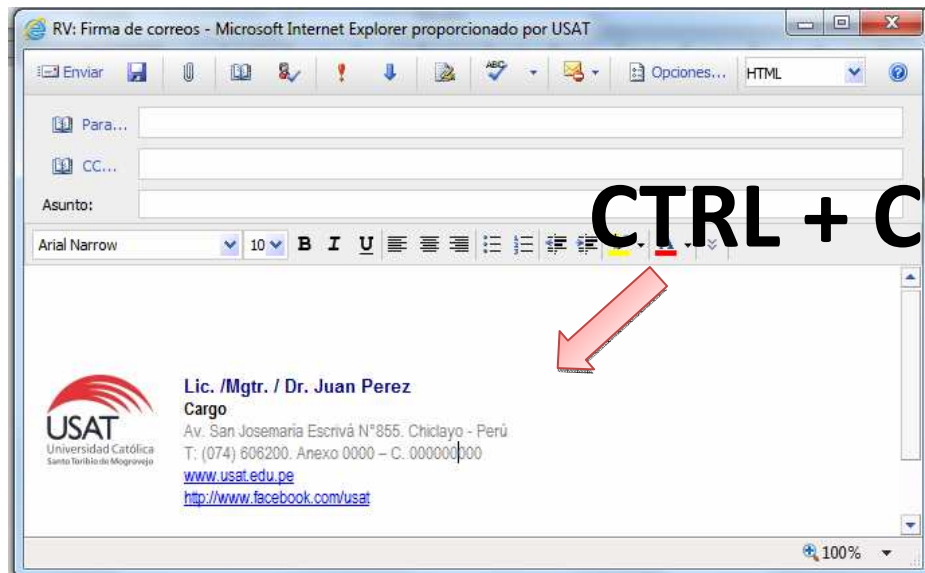 RV: Firma de correos - Microsoft Internet Explorer proporcionado por USAT
Enviar ABC Opciones... HTML
Para...
CC...
Asunto:
CTRL + C
Arial Narrow 10 B I U
Lic. /Mgtr. / Dr. Juan Perez
Cargo
Av. San Josemaría Escrivá N°855. Chiclayo - Perú
T: (074) 606200. Anexo 0000 – C. 000000000
www.usat.edu.pe
http://www.facebook.com/usat
USAT
Universidad Católica
Santo Toribio de Mogrovejo
100%